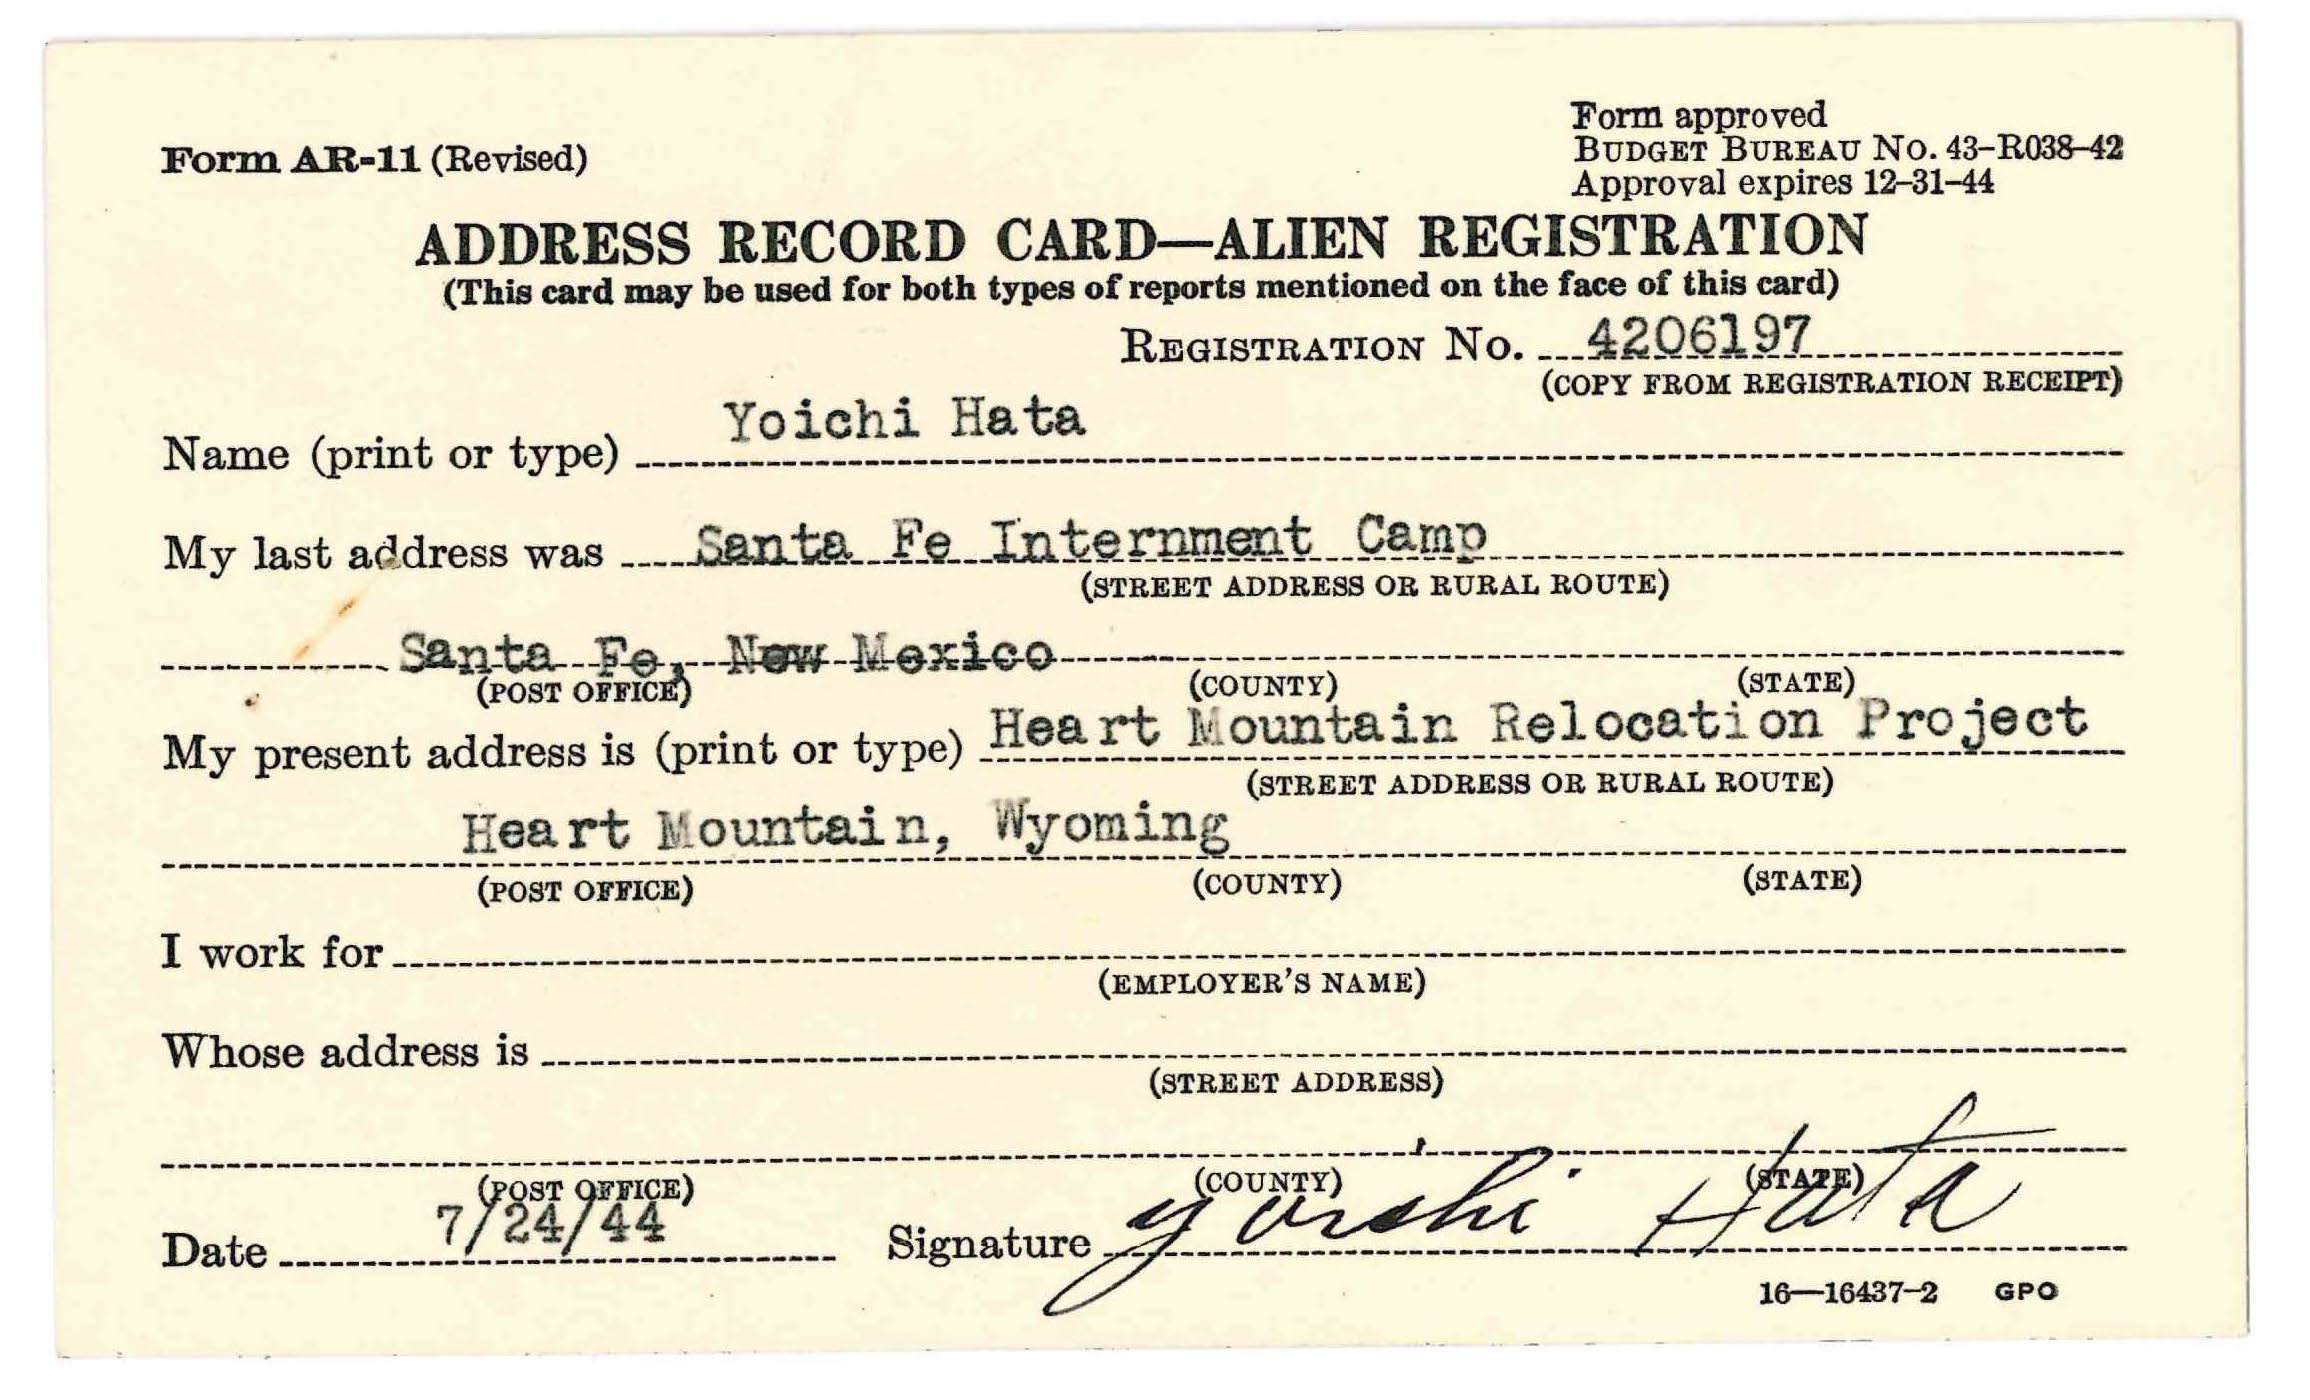 Form approved
Form AR-11 (Revised)
BUDGET BUREAU NO. 43-R038-42
Approval expires 12-31-44
ADDRESS RECORD CARD—ALIEN REGISTRATION
(This card may be used for both types of reports mentioned on the face of this card)
REGISTRATION NO. 4206197
(COPY FROM REGISTRATION RECEIPT)
Name (print or type) Yoichi Hata
My last address was Santa Fe Internment Camp
(STREET ADDRESS OR RURAL ROUTE)
Santa Fe, New Mexico
(POST OFFICE) (COUNTY) (STATE)
My present address is (print or type) Heart Mountain Relocation Project
(STREET ADDRESS OR RURAL ROUTE)
Heart Mountain, Wyoming
(POST OFFICE) (COUNTY) (STATE)
I work for
(EMPLOYER'S NAME)
Whose address is
(STREET ADDRESS)
(POST OFFICE) (COUNTY) (STATE)
Date 7/24/44 Signature Yoichi Hata
16—16437-2 GPO